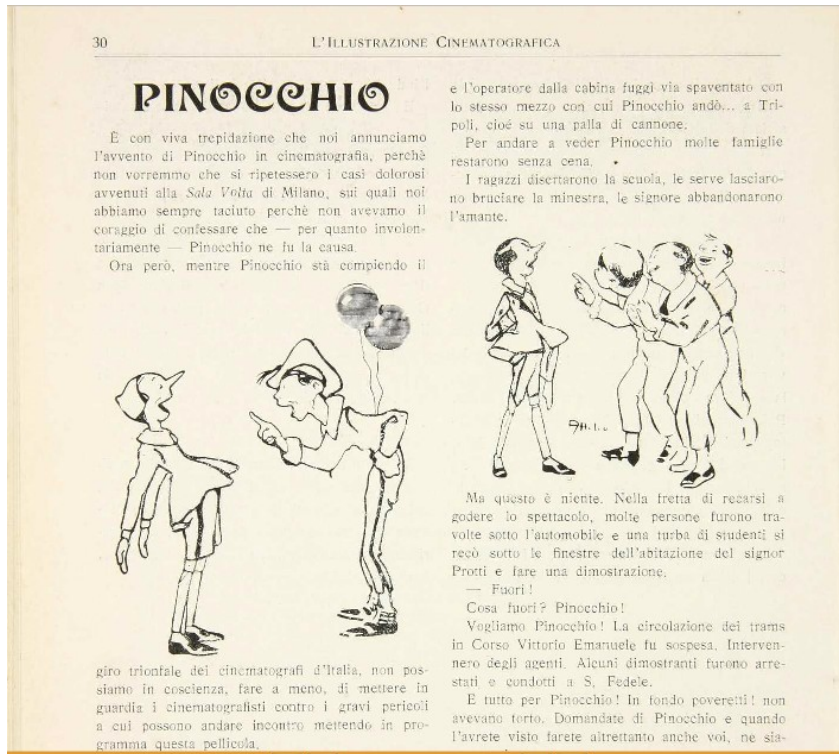 30
L'ILLUSTRAZIONE CINEMATOGRAFICA
PINOCCHIO
È con viva trepidazione che noi annunciamo
l'avvento di Pinocchio in cinematografia, perchè
non vorremmo che si ripetessero i casi dolorosi
avvenuti alla Sala Volta di Milano, sui quali noi
abbiamo sempre taciuto perchè non avevamo il
coraggio di confessare che — per quanto involon-
tariamente — Pinocchio ne fu la causa.
Ora però, mentre Pinocchio stà compiendo il
giro trionfale dei cinematografi d'Italia, non pos-
siamo in coscienza, fare a meno, di mettere in
guardia i cinematografisti contro i gravi pericoli
a cui possono andare incontro mettendo in pro-
gramma questa pellicola.
e l'operatore dalla cabina fuggì via spaventato con
lo stesso mezzo con cui Pinocchio andò... a Tri-
poli, cioé su una palla di cannone.
Per andare a veder Pinocchio molte famiglie
restarono senza cena.
I ragazzi disertarono la scuola, le serve lasciaro-
no bruciare la minestra, le signore abbandonarono
l'amante.
Ma questo è niente. Nella fretta di recarsi a
godere lo spettacolo, molte persone furono tra-
volte sotto l'automobile e una turba di studenti si
recò sotto le finestre dell'abitazione del signor
Protti e fare una dimostrazione.
— Fuori!
Cosa fuori? Pinocchio!
Vogliamo Pinocchio! La circolazione dei trams
in Corso Vittorio Emanuele fu sospesa. Interven-
nero degli agenti. Alcuni dimostranti furono arre-
stati e condotti a S. Fedele.
E tutto per Pinocchio! In fondo poveretti! non
avevano torto. Domandate di Pinocchio e quando
l'avrete visto farete altrettanto anche voi, ne sia-